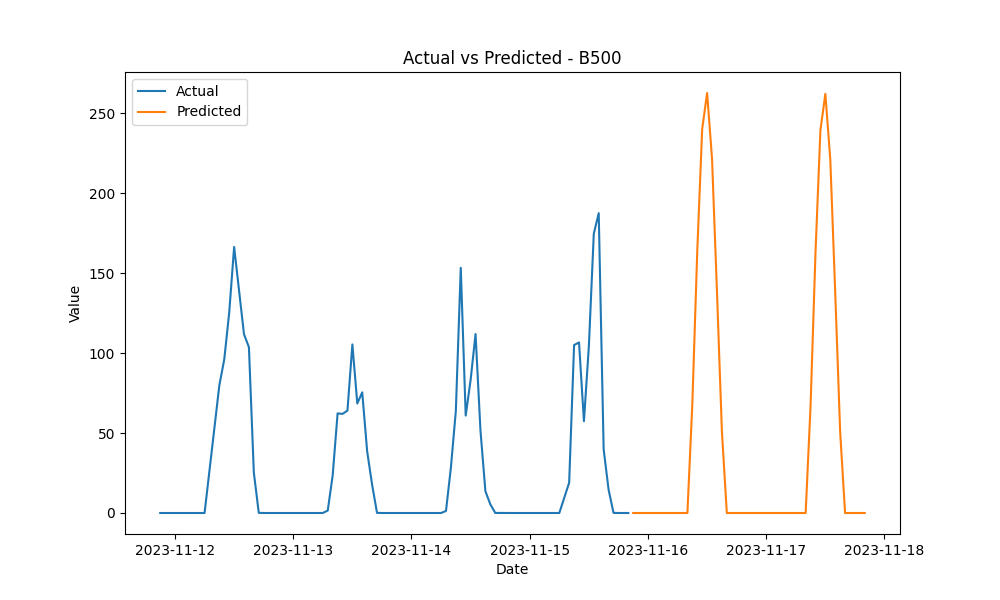 Actual vs Predicted - B500
Actual
Predicted
Value
250
200
150
100
50
0
2023-11-12
2023-11-13
2023-11-14
2023-11-15
2023-11-16
2023-11-17
2023-11-18
Date